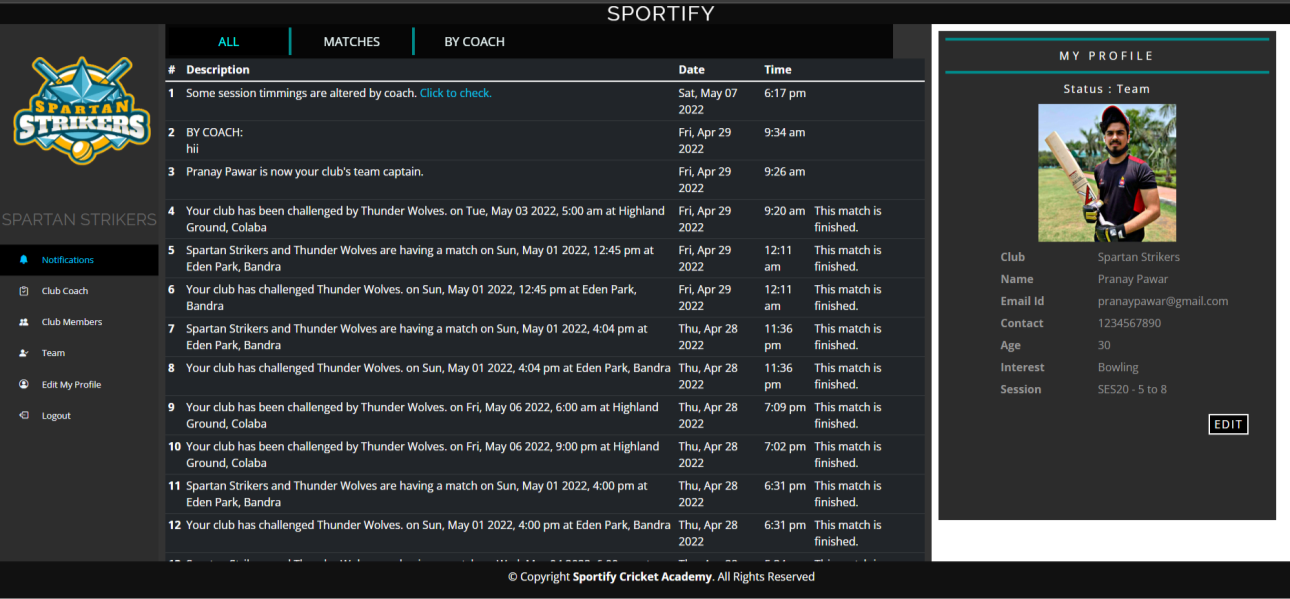 SPORTIFY
SPARTAN
STRIKERS
SPARTAN STRIKERS
Notifications
Club Coach
Club Members
Team
Edit My Profile
Logout
ALL MATCHES BY COACH
# Description Date Time
1 Some session timmings are altered by coach. Click to check. Sat, May 07 6:17 pm
2022
2 BY COACH: Fri, Apr 29 9:34 am
hii 2022
3 Pranay Pawar is now your club's team captain. Fri, Apr 29 9:26 am
2022
4 Your club has been challenged by Thunder Wolves. on Tue, May 03 2022, 5:00 am at Highland Fri, Apr 29 9:20 am This match is
Ground, Colaba 2022 finished.
5 Spartan Strikers and Thunder Wolves are having a match on Sun, May 01 2022, 12:45 pm at Fri, Apr 29 12:11 This match is
Eden Park, Bandra 2022 am finished.
6 Your club has challenged Thunder Wolves. on Sun, May 01 2022, 12:45 pm at Eden Park, Fri, Apr 29 12:11 This match is
Bandra 2022 am finished.
7 Spartan Strikers and Thunder Wolves are having a match on Sun, May 01 2022, 4:04 pm at Thu, Apr 28 11:36 This match is
Eden Park, Bandra 2022 pm finished.
8 Your club has challenged Thunder Wolves. on Sun, May 01 2022, 4:04 pm at Eden Park, Bandra Thu, Apr 28 11:36 This match is
2022 pm finished.
9 Your club has been challenged by Thunder Wolves. on Fri, May 06 2022, 6:00 am at Highland Thu, Apr 28 7:09 pm This match is
Ground, Colaba 2022 finished.
10 Your club has been challenged by Thunder Wolves. on Fri, May 06 2022, 9:00 pm at Highland Thu, Apr 28 7:02 pm This match is
Ground, Colaba 2022 finished.
11 Spartan Strikers and Thunder Wolves are having a match on Sun, May 01 2022, 4:00 pm at Thu, Apr 28 6:31 pm This match is
Eden Park, Bandra 2022 finished.
12 Your club has challenged Thunder Wolves. on Sun, May 01 2022, 4:00 pm at Eden Park, Bandra Thu, Apr 28 6:31 pm This match is
2022 finished.
MY PROFILE
Status : Team
Club Spartan Strikers
Name Pranay Pawar
Email Id pranaypawar@gmail.com
Contact 1234567890
Age 30
Interest Bowling
Session SES20 - 5 to 8
EDIT
© Copyright Sportify Cricket Academy. All Rights Reserved